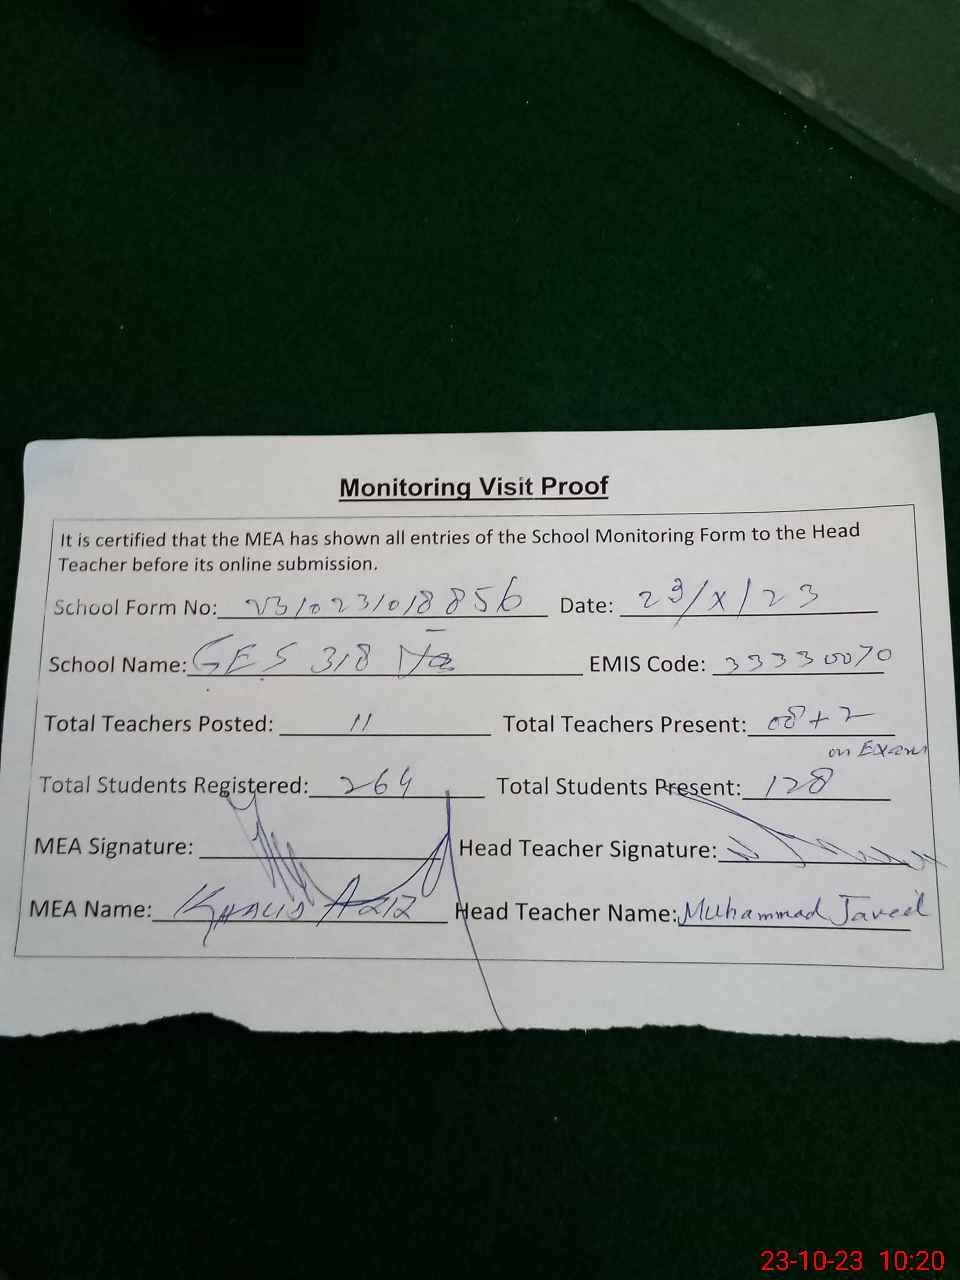 Monitoring Visit Proof
It is certified that the MEA has shown all entries of the School Monitoring Form to the Head
Teacher before its online submission.
School Form No: 2310231018856 Date: 23/X/23
School Name: GES 318 EMIS Code: 33330070
Total Teachers Posted: 11 Total Teachers Present: 08+2
on Exam
Total Students Registered: 264 Total Students Present: 128
MEA Signature: Head Teacher Signature:
MEA Name: KHALID AZIZ Head Teacher Name: Muhammad Javed
23-10-23 10:20